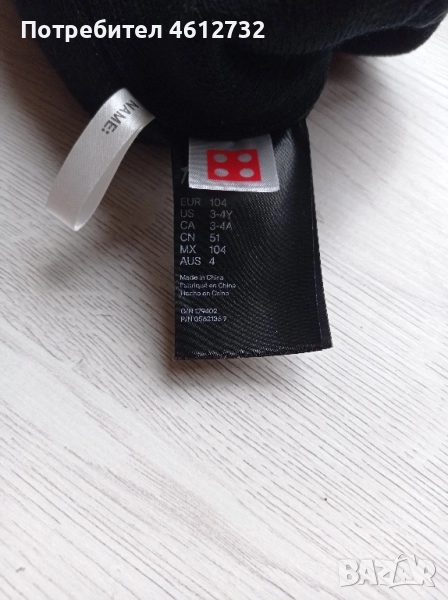 Потребител 4612732
NAME:
EUR 104
US 3-4Y
CA 3-4A
CN 51
MX 104
AUS 4
Made in China
Fabriqué en Chine
Hecho en China
O/N 179402
BAZAR